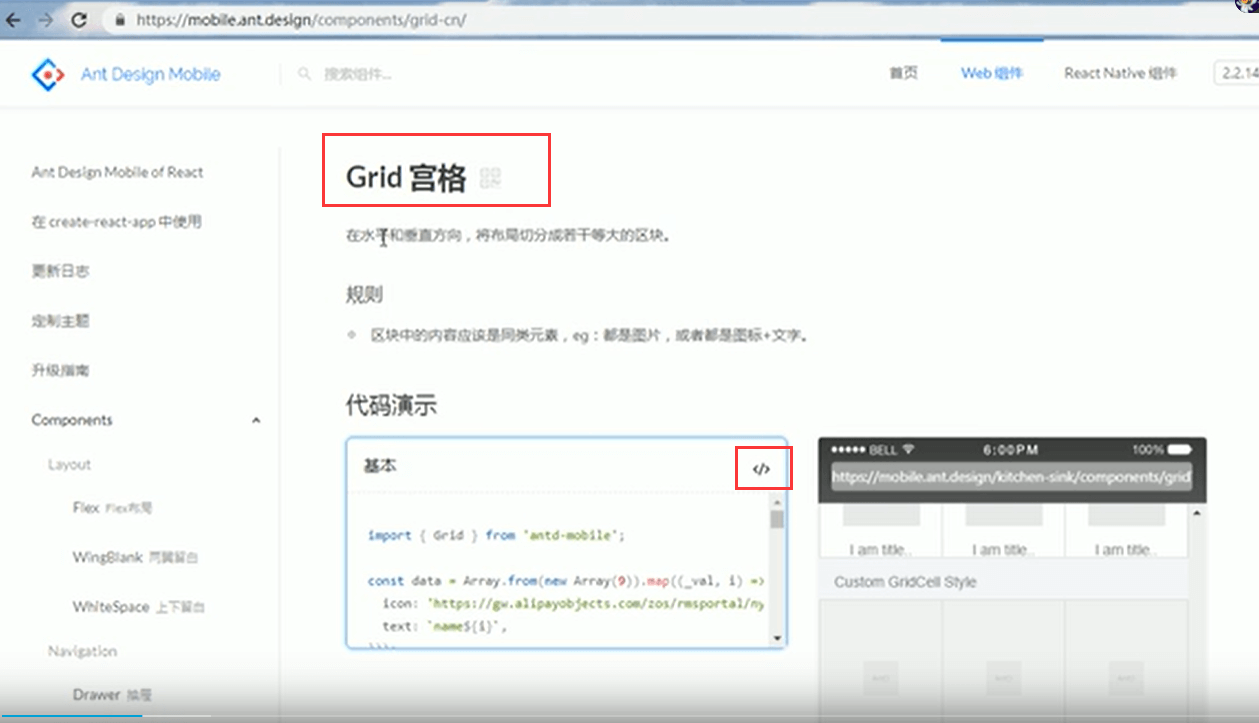 https://mobile.ant.design/components/grid-cn/
Ant Design Mobile
搜索组件...
首页
Web 组件
React Native 组件
2.2.14
Ant Design Mobile of React
在 create-react-app 中使用
更新日志
定制主题
升级指南
Components
Layout
Flex Flex布局
WingBlank 两翼留白
WhiteSpace 上下留白
Navigation
Drawer 抽屉
Grid 宫格
在水平和垂直方向，将布局切分成若干等大的区块。
规则
区块中的内容应该是同类元素，eg：都是图片，或者都是图标+文字。
代码演示
基本
</>
import { Grid } from 'antd-mobile';
const data = Array.from(new Array(9)).map((_val, i) =>
icon: 'https://gw.alipayobjects.com/zos/rmsportal/ny
text: `name${i}`,
}));
BELL
6:00PM
100%
https://mobile.ant.design/kitchen-sink/components/grid
I am title..
I am title..
I am title..
Custom GridCell Style